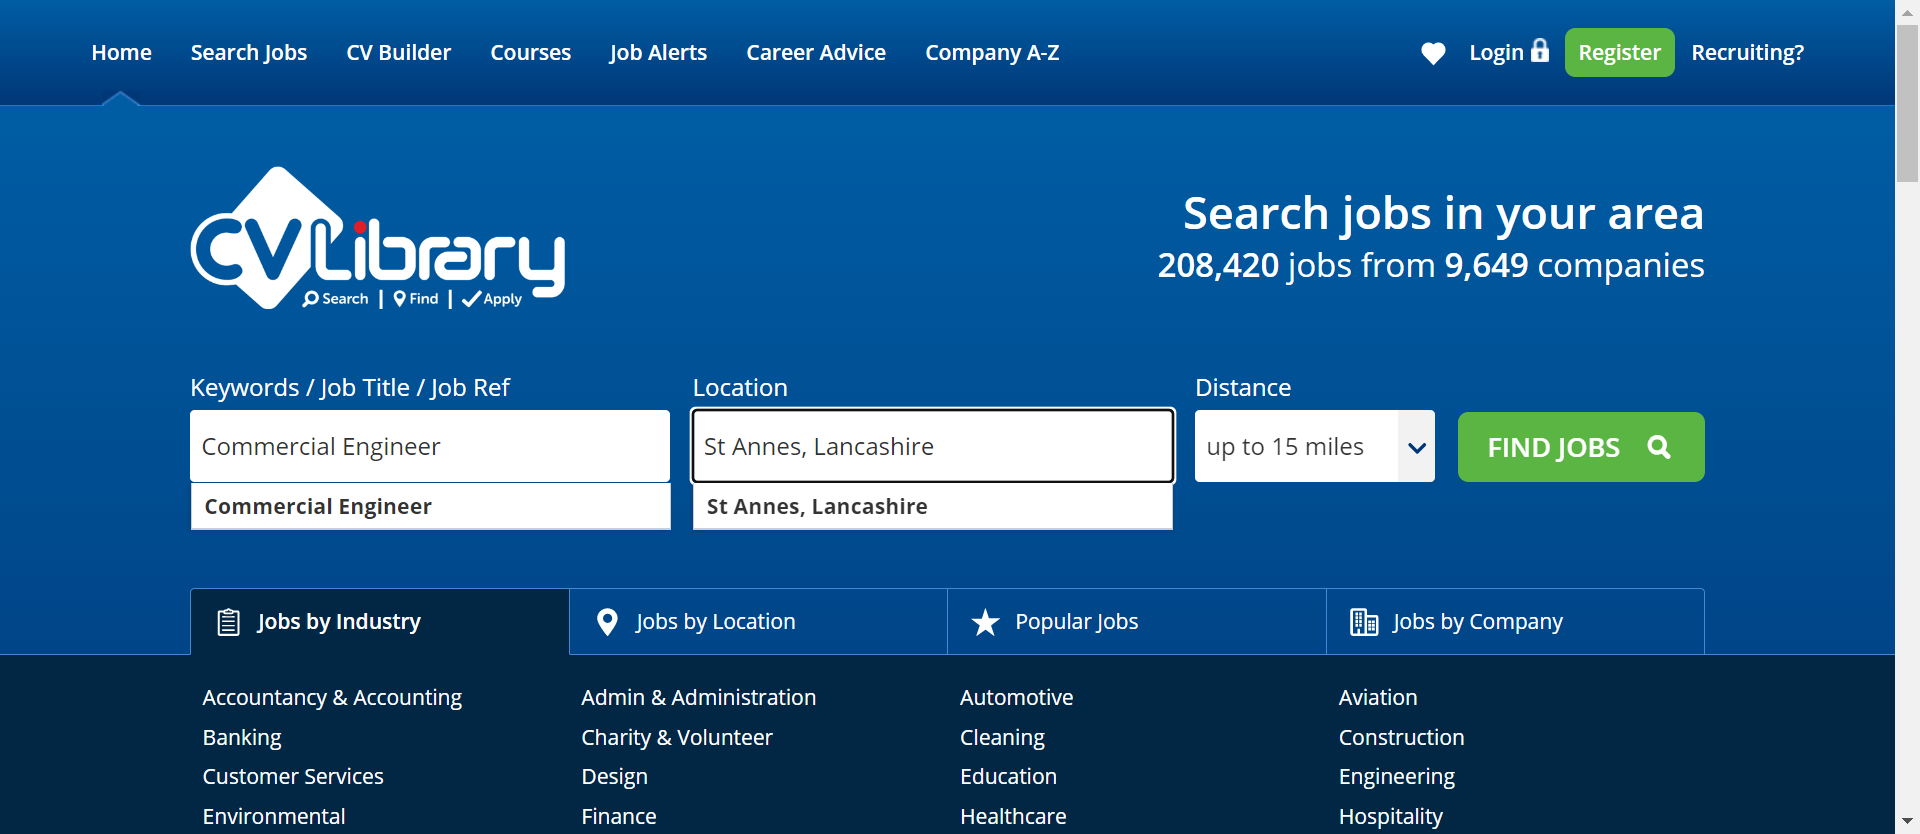 Home Search Jobs CV Builder Courses Job Alerts Career Advice Company A-Z Login Register Recruiting?
CVLibrary
Search | Find | Apply
Search jobs in your area
208,420 jobs from 9,649 companies
Keywords / Job Title / Job Ref Location Distance
Commercial Engineer St Annes, Lancashire up to 15 miles FIND JOBS
Commercial Engineer St Annes, Lancashire
Jobs by Industry Jobs by Location Popular Jobs Jobs by Company
Accountancy & Accounting Admin & Administration Automotive Aviation
Banking Charity & Volunteer Cleaning Construction
Customer Services Design Education Engineering
Environmental Finance Healthcare Hospitality